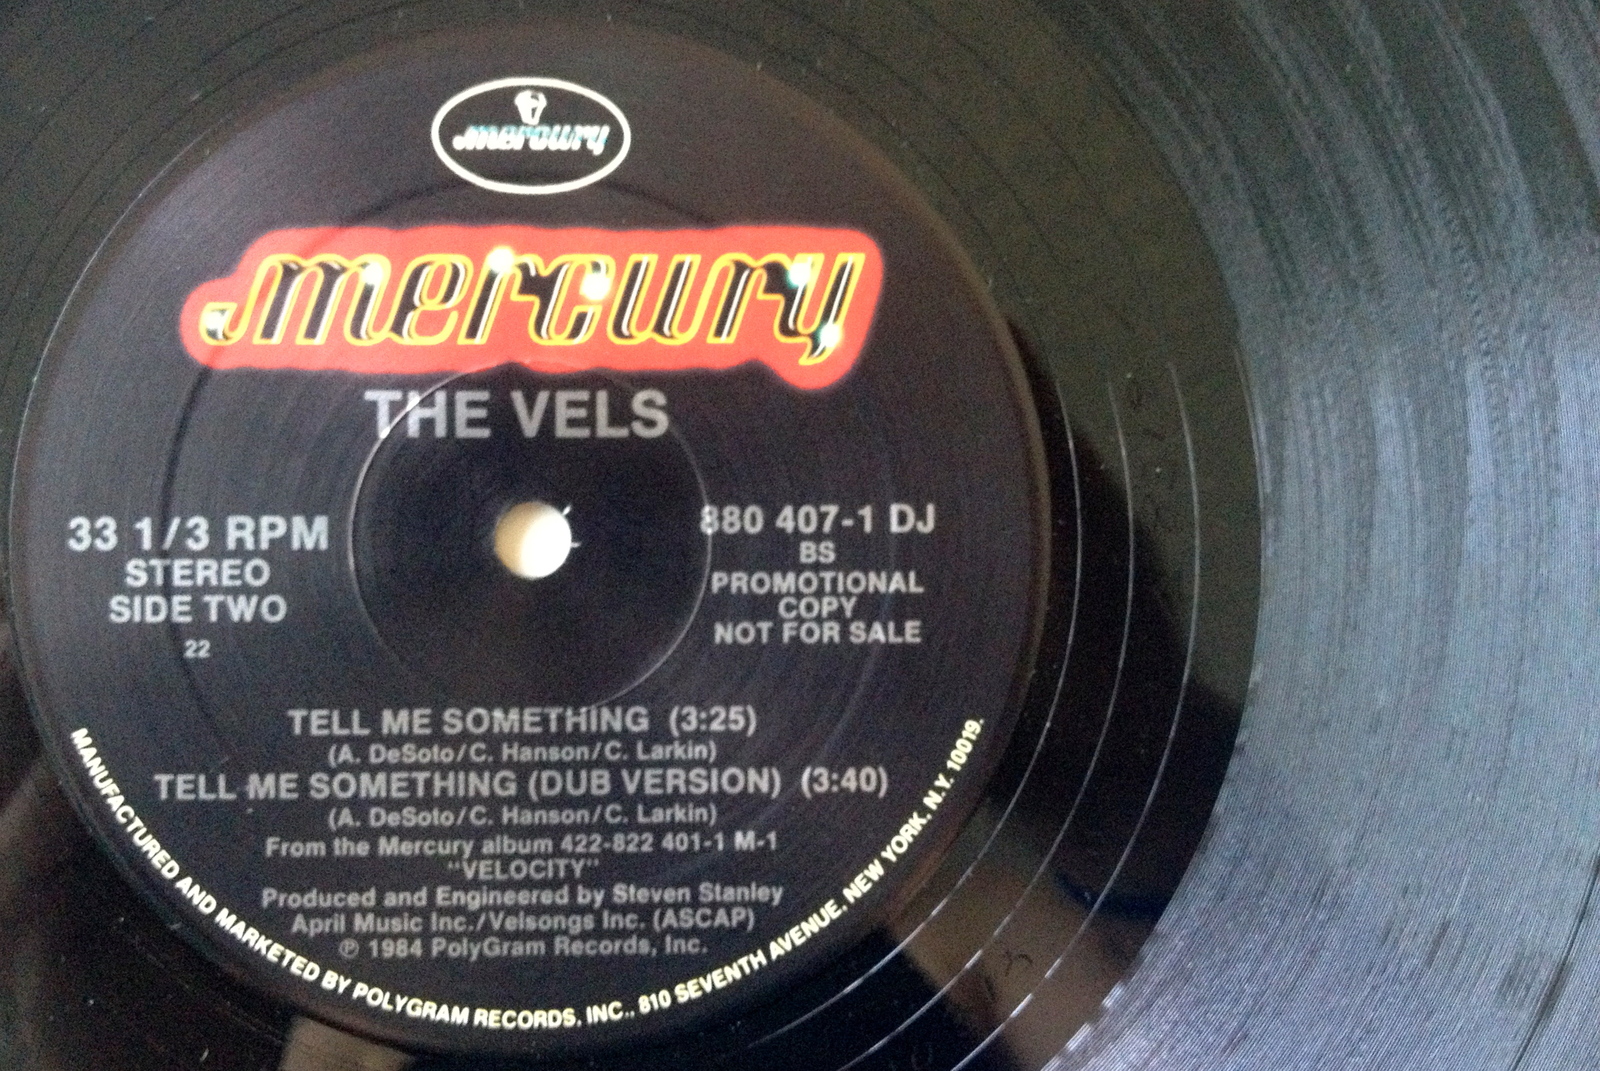 mercury
mercury
THE VELS
33 1/3 RPM
STEREO
SIDE TWO
22
880 407-1 DJ
BS
PROMOTIONAL
COPY
NOT FOR SALE
TELL ME SOMETHING (3:25)
(A. DeSoto/C. Hanson/C. Larkin)
TELL ME SOMETHING (DUB VERSION) (3:40)
(A. DeSoto/C. Hanson/C. Larkin)
From the Mercury album 422-822 401-1 M-1
"VELOCITY"
Produced and Engineered by Steven Stanley
April Music Inc./Velsongs Inc. (ASCAP)
℗ 1984 PolyGram Records, Inc.
MANUFACTURED AND MARKETED BY POLYGRAM RECORDS, INC., 810 SEVENTH AVENUE, NEW YORK, N.Y. 10019.